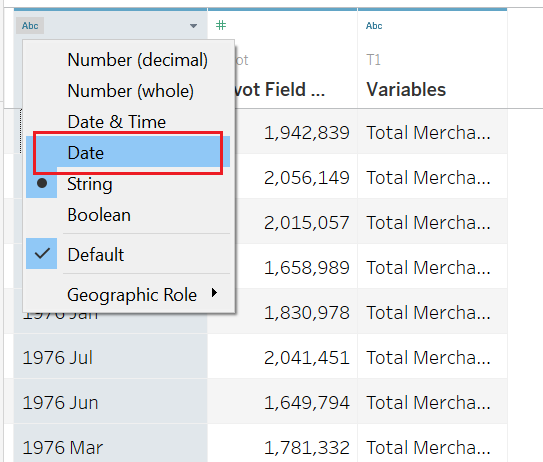 Abc # Abc
ot T1
vot Field ... Variables
Number (decimal)
Number (whole)
Date & Time
Date
String
Boolean
Default
Geographic Role
1,942,839 Total Mercha...
2,056,149 Total Mercha...
2,015,057 Total Mercha...
1,658,989 Total Mercha...
1976 Jan 1,830,978 Total Mercha...
1976 Jul 2,041,451 Total Mercha...
1976 Jun 1,649,794 Total Mercha...
1976 Mar 1,781,332 Total Mercha...